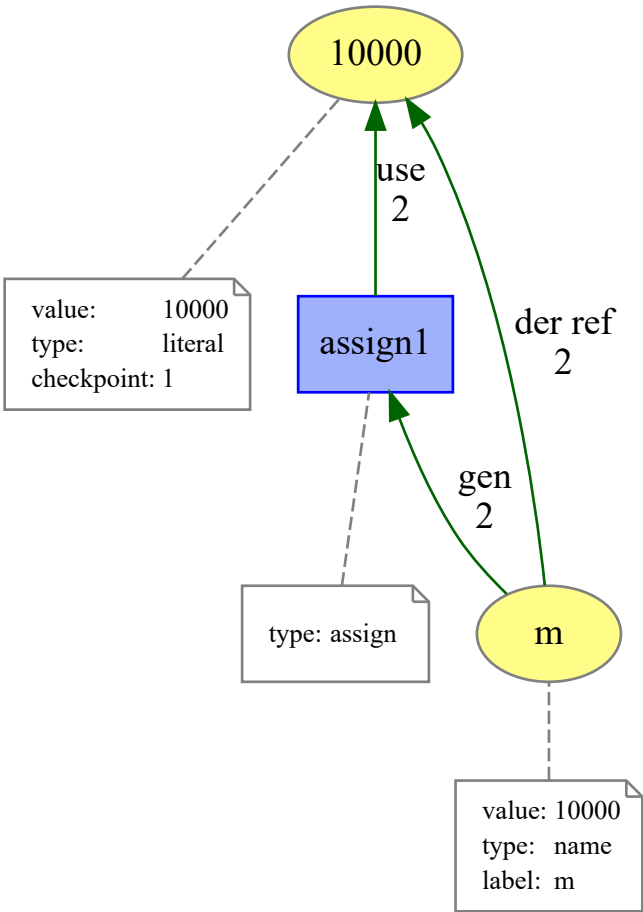 10000
use
2
value: 10000
type: literal
checkpoint: 1
assign1
der ref
2
gen
2
type: assign
m
value: 10000
type: name
label: m